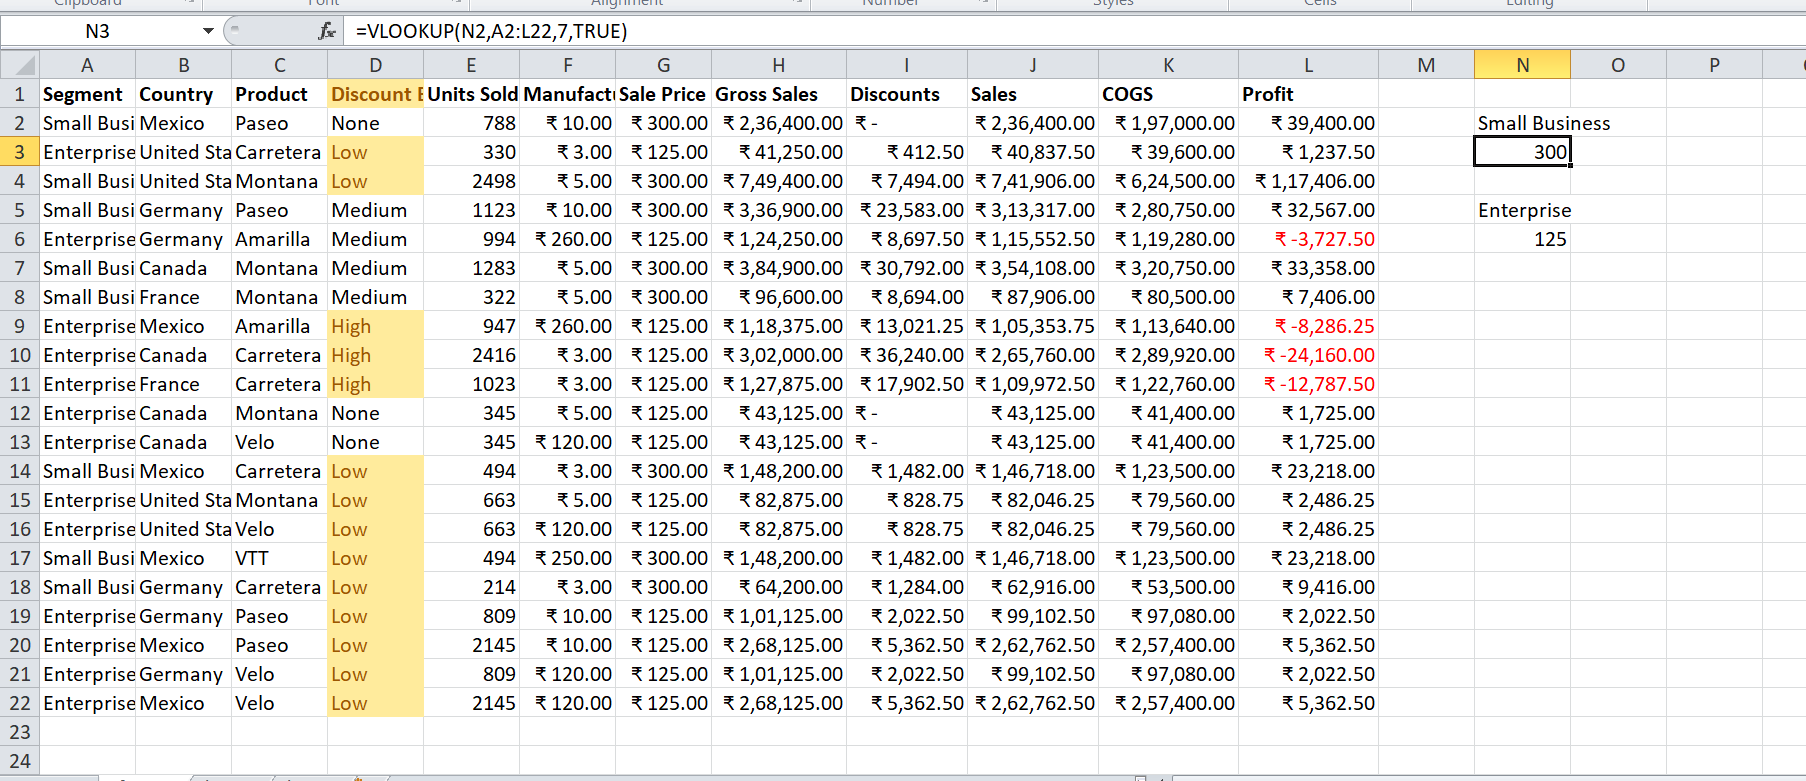 Clipboard Font Alignment Number Styles Cells Editing
N3 fx =VLOOKUP(N2,A2:L22,7,TRUE)
A B C D E F G H I J K L M N O P
1 Segment Country Product Discount B Units Sold Manufactu Sale Price Gross Sales Discounts Sales COGS Profit
2 Small Busi Mexico Paseo None 788 ₹ 10.00 ₹ 300.00 ₹ 2,36,400.00 ₹ - ₹ 2,36,400.00 ₹ 1,97,000.00 ₹ 39,400.00 Small Business
3 Enterprise United Sta Carretera Low 330 ₹ 3.00 ₹ 125.00 ₹ 41,250.00 ₹ 412.50 ₹ 40,837.50 ₹ 39,600.00 ₹ 1,237.50 300
4 Small Busi United Sta Montana Low 2498 ₹ 5.00 ₹ 300.00 ₹ 7,49,400.00 ₹ 7,494.00 ₹ 7,41,906.00 ₹ 6,24,500.00 ₹ 1,17,406.00
5 Small Busi Germany Paseo Medium 1123 ₹ 10.00 ₹ 300.00 ₹ 3,36,900.00 ₹ 23,583.00 ₹ 3,13,317.00 ₹ 2,80,750.00 ₹ 32,567.00 Enterprise
6 Enterprise Germany Amarilla Medium 994 ₹ 260.00 ₹ 125.00 ₹ 1,24,250.00 ₹ 8,697.50 ₹ 1,15,552.50 ₹ 1,19,280.00 ₹ -3,727.50 125
7 Small Busi Canada Montana Medium 1283 ₹ 5.00 ₹ 300.00 ₹ 3,84,900.00 ₹ 30,792.00 ₹ 3,54,108.00 ₹ 3,20,750.00 ₹ 33,358.00
8 Small Busi France Montana Medium 322 ₹ 5.00 ₹ 300.00 ₹ 96,600.00 ₹ 8,694.00 ₹ 87,906.00 ₹ 80,500.00 ₹ 7,406.00
9 Enterprise Mexico Amarilla High 947 ₹ 260.00 ₹ 125.00 ₹ 1,18,375.00 ₹ 13,021.25 ₹ 1,05,353.75 ₹ 1,13,640.00 ₹ -8,286.25
10 Enterprise Canada Carretera High 2416 ₹ 3.00 ₹ 125.00 ₹ 3,02,000.00 ₹ 36,240.00 ₹ 2,65,760.00 ₹ 2,89,920.00 ₹ -24,160.00
11 Enterprise France Carretera High 1023 ₹ 3.00 ₹ 125.00 ₹ 1,27,875.00 ₹ 17,902.50 ₹ 1,09,972.50 ₹ 1,22,760.00 ₹ -12,787.50
12 Enterprise Canada Montana None 345 ₹ 5.00 ₹ 125.00 ₹ 43,125.00 ₹ - ₹ 43,125.00 ₹ 41,400.00 ₹ 1,725.00
13 Enterprise Canada Velo None 345 ₹ 120.00 ₹ 125.00 ₹ 43,125.00 ₹ - ₹ 43,125.00 ₹ 41,400.00 ₹ 1,725.00
14 Small Busi Mexico Carretera Low 494 ₹ 3.00 ₹ 300.00 ₹ 1,48,200.00 ₹ 1,482.00 ₹ 1,46,718.00 ₹ 1,23,500.00 ₹ 23,218.00
15 Enterprise United Sta Montana Low 663 ₹ 5.00 ₹ 125.00 ₹ 82,875.00 ₹ 828.75 ₹ 82,046.25 ₹ 79,560.00 ₹ 2,486.25
16 Enterprise United Sta Velo Low 663 ₹ 120.00 ₹ 125.00 ₹ 82,875.00 ₹ 828.75 ₹ 82,046.25 ₹ 79,560.00 ₹ 2,486.25
17 Small Busi Mexico VTT Low 494 ₹ 250.00 ₹ 300.00 ₹ 1,48,200.00 ₹ 1,482.00 ₹ 1,46,718.00 ₹ 1,23,500.00 ₹ 23,218.00
18 Small Busi Germany Carretera Low 214 ₹ 3.00 ₹ 300.00 ₹ 64,200.00 ₹ 1,284.00 ₹ 62,916.00 ₹ 53,500.00 ₹ 9,416.00
19 Enterprise Germany Paseo Low 809 ₹ 10.00 ₹ 125.00 ₹ 1,01,125.00 ₹ 2,022.50 ₹ 99,102.50 ₹ 97,080.00 ₹ 2,022.50
20 Enterprise Mexico Paseo Low 2145 ₹ 10.00 ₹ 125.00 ₹ 2,68,125.00 ₹ 5,362.50 ₹ 2,62,762.50 ₹ 2,57,400.00 ₹ 5,362.50
21 Enterprise Germany Velo Low 809 ₹ 120.00 ₹ 125.00 ₹ 1,01,125.00 ₹ 2,022.50 ₹ 99,102.50 ₹ 97,080.00 ₹ 2,022.50
22 Enterprise Mexico Velo Low 2145 ₹ 120.00 ₹ 125.00 ₹ 2,68,125.00 ₹ 5,362.50 ₹ 2,62,762.50 ₹ 2,57,400.00 ₹ 5,362.50
23
24